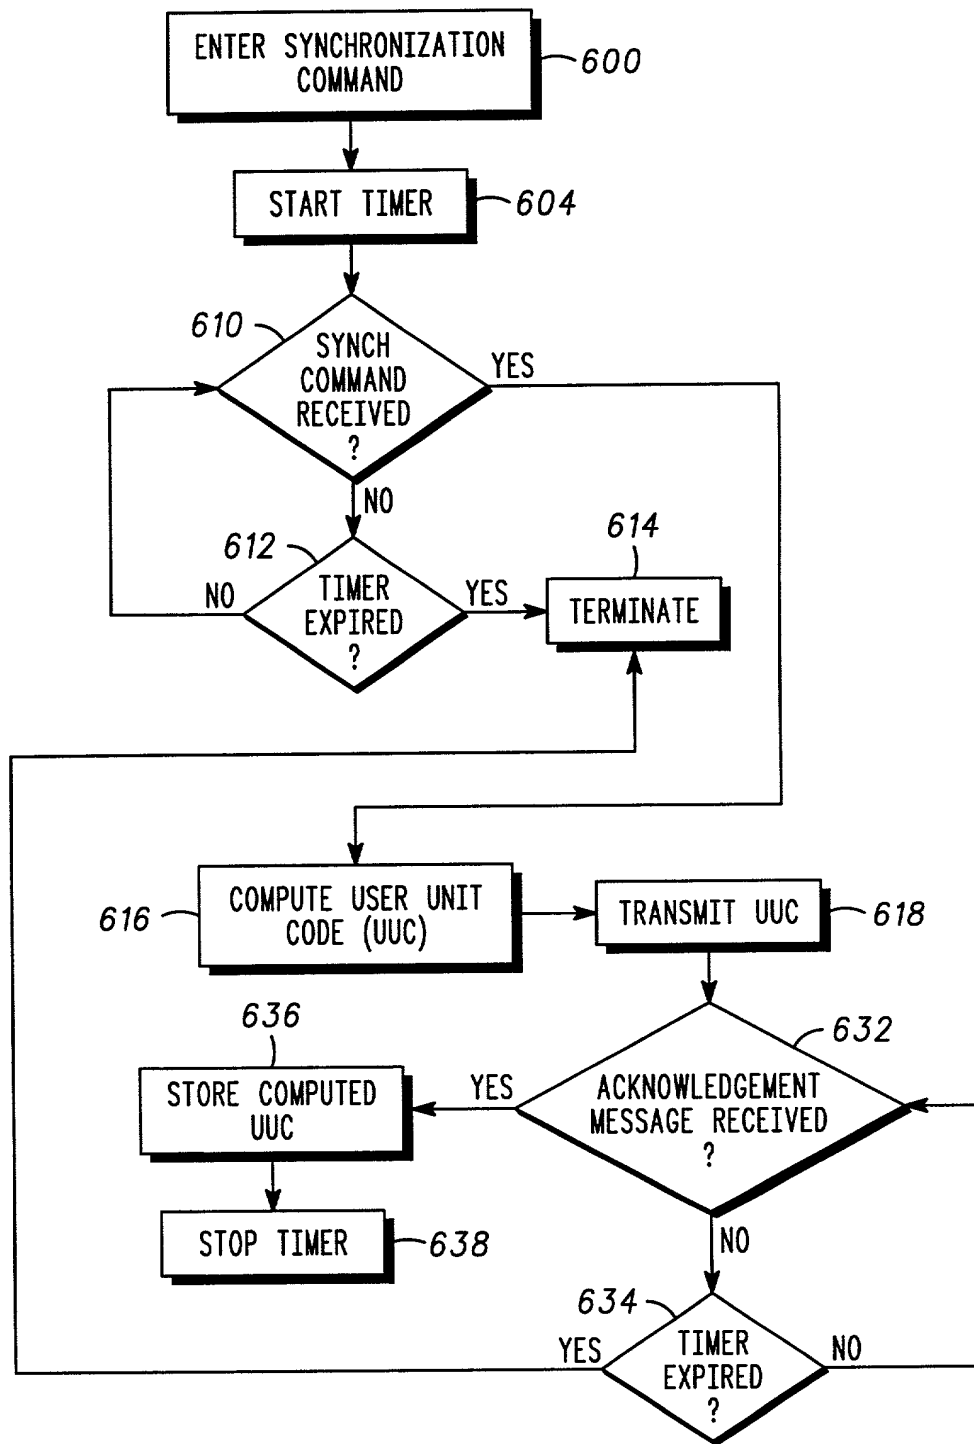 ENTER SYNCHRONIZATION
COMMAND
600
START TIMER
604
610
SYNCH
COMMAND
RECEIVED
?
YES
NO
612
TIMER
EXPIRED
?
NO
YES
614
TERMINATE
616
COMPUTE USER UNIT
CODE (UUC)
TRANSMIT UUC
618
636
STORE COMPUTED
UUC
YES
632
ACKNOWLEDGEMENT
MESSAGE RECEIVED
?
NO
STOP TIMER
638
634
YES
TIMER
EXPIRED
?
NO